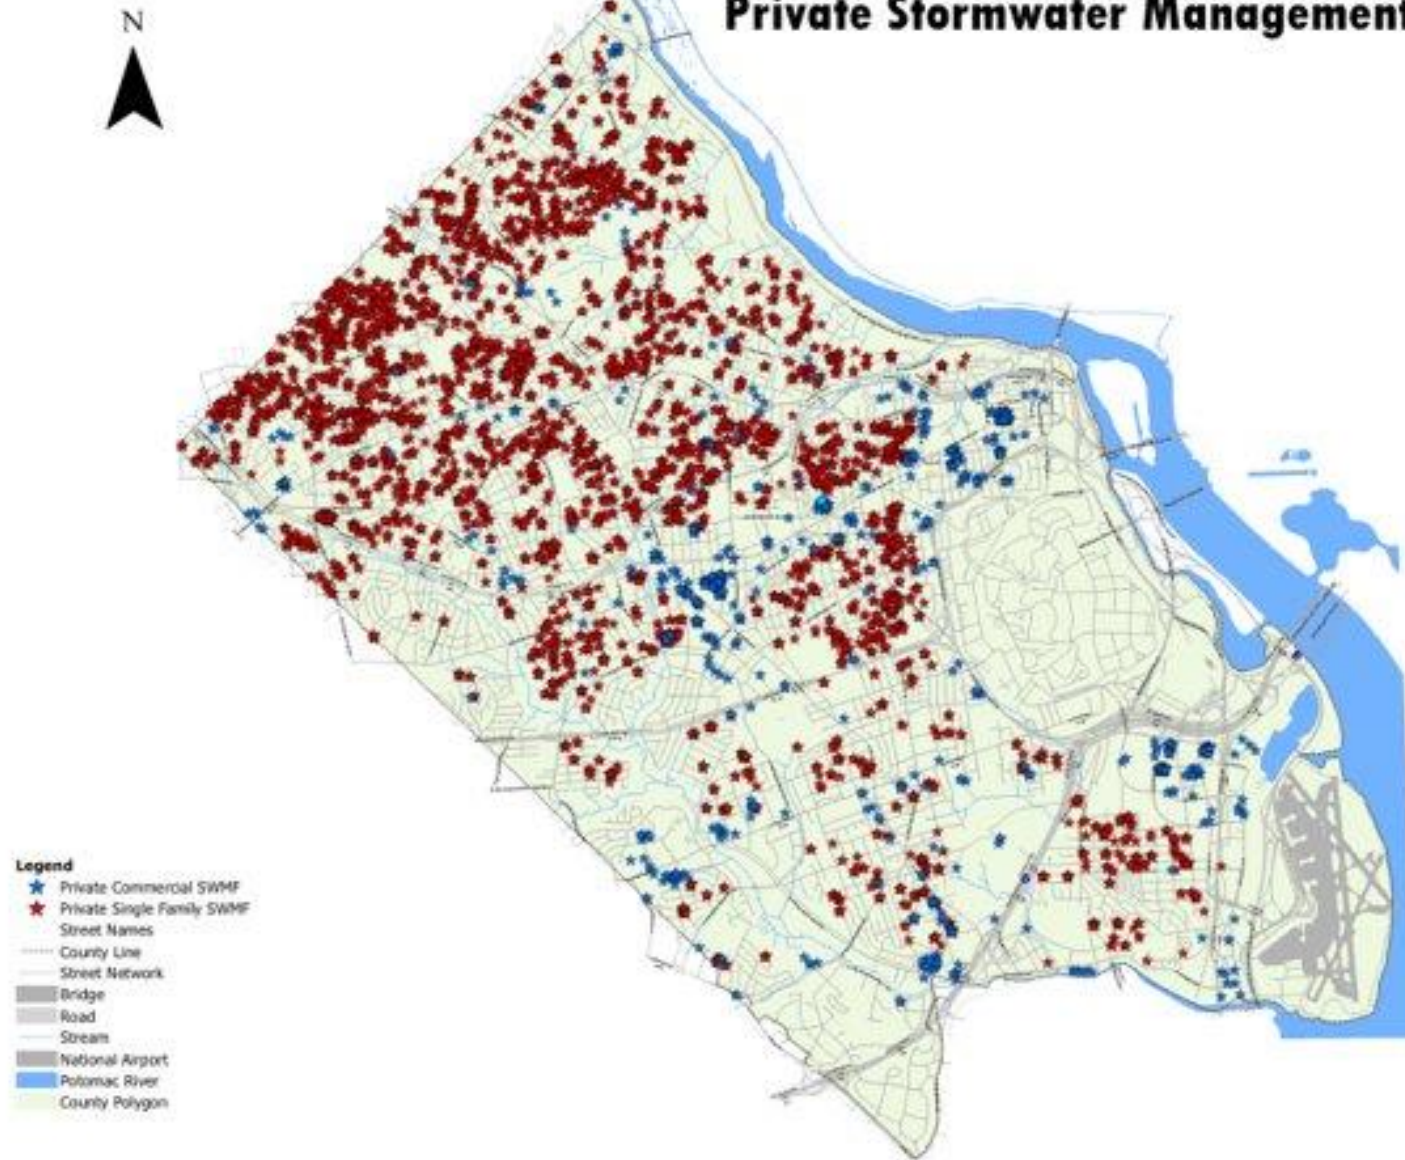 Private Stormwater Management
N
Legend
Private Commercial SWMF
Private Single Family SWMF
Street Names
County Line
Street Network
Bridge
Road
Stream
National Airport
Potomac River
County Polygon